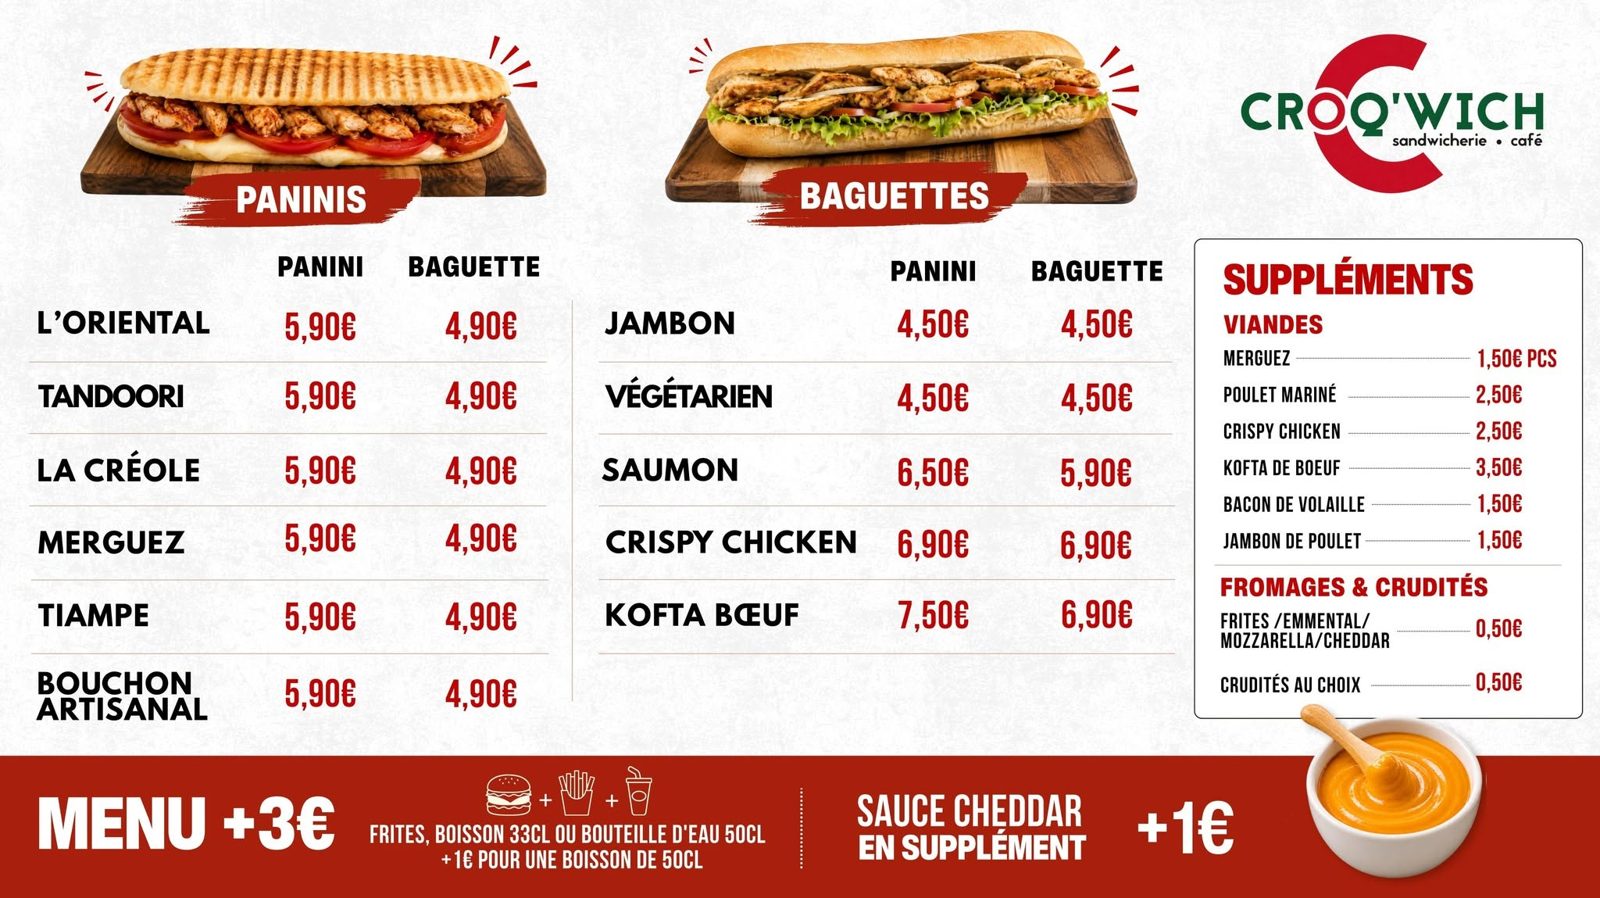 PANINIS
BAGUETTES
CROQ'WICH
sandwicherie • café
PANINI BAGUETTE
L'ORIENTAL 5,90€ 4,90€
TANDOORI 5,90€ 4,90€
LA CRÉOLE 5,90€ 4,90€
MERGUEZ 5,90€ 4,90€
TIAMPE 5,90€ 4,90€
BOUCHON
ARTISANAL 5,90€ 4,90€
PANINI BAGUETTE
JAMBON 4,50€ 4,50€
VÉGÉTARIEN 4,50€ 4,50€
SAUMON 6,50€ 5,90€
CRISPY CHICKEN 6,90€ 6,90€
KOFTA BŒUF 7,50€ 6,90€
SUPPLÉMENTS
VIANDES
MERGUEZ 1,50€ PCS
POULET MARINÉ 2,50€
CRISPY CHICKEN 2,50€
KOFTA DE BOEUF 3,50€
BACON DE VOLAILLE 1,50€
JAMBON DE POULET 1,50€
FROMAGES & CRUDITÉS
FRITES /EMMENTAL/
MOZZARELLA/CHEDDAR 0,50€
CRUDITÉS AU CHOIX 0,50€
MENU +3€
+ +
FRITES, BOISSON 33CL OU BOUTEILLE D'EAU 50CL
+1€ POUR UNE BOISSON DE 50CL
SAUCE CHEDDAR
EN SUPPLÉMENT
+1€